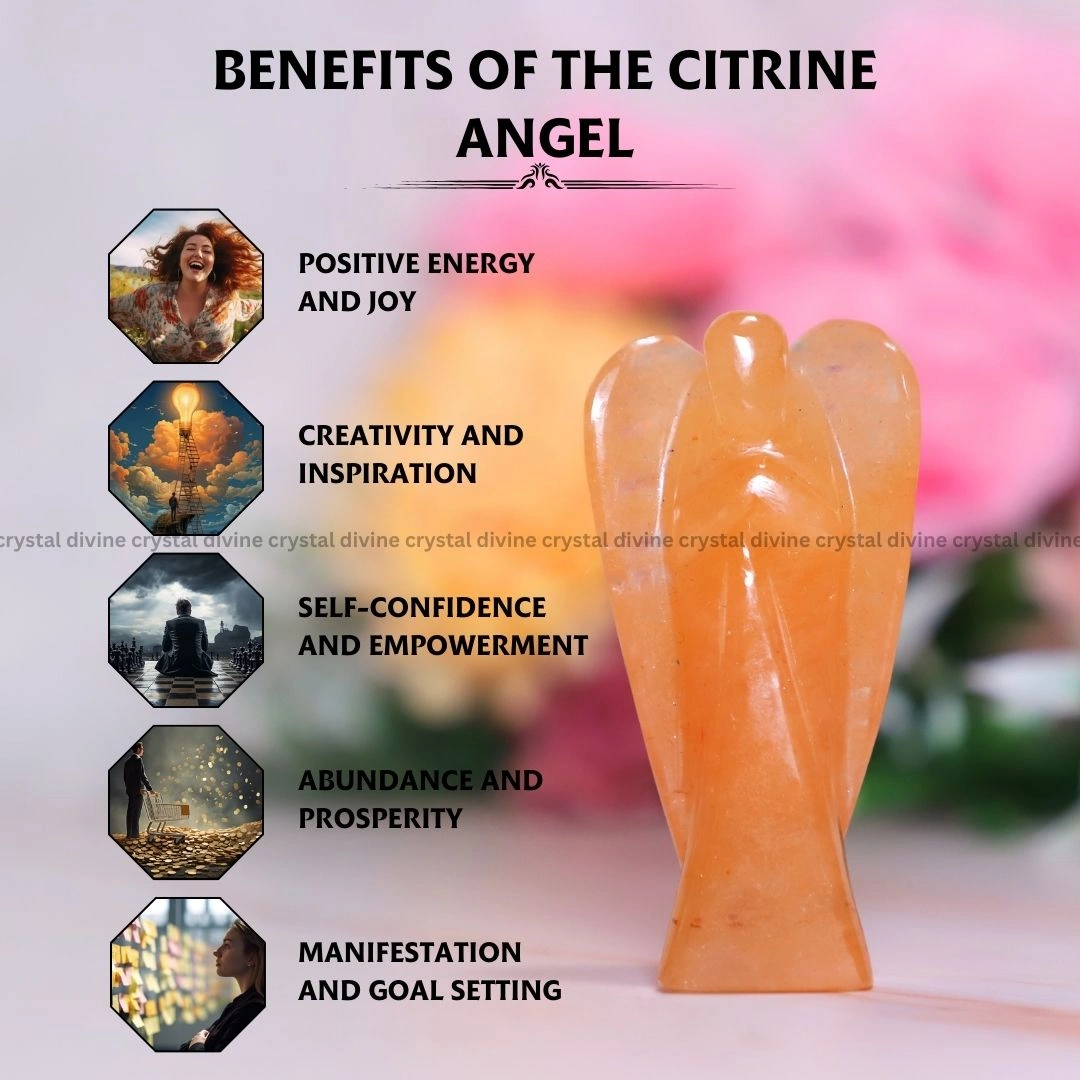 BENEFITS OF THE CITRINE
ANGEL
POSITIVE ENERGY
AND JOY
CREATIVITY AND
INSPIRATION
crystal divine crystal divine crystal divine crystal divine crystal divine crystal divine crystal divine crystal divine
SELF-CONFIDENCE
AND EMPOWERMENT
ABUNDANCE AND
PROSPERITY
MANIFESTATION
AND GOAL SETTING